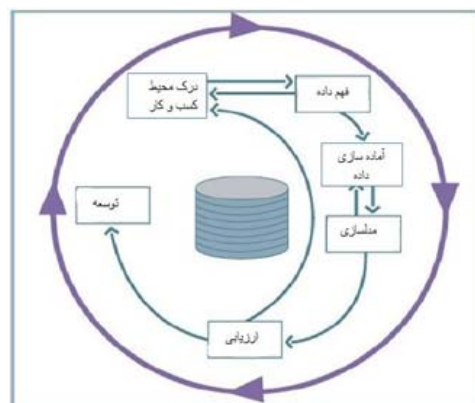 درک محیط
کسب و کار
فهم داده
آماده سازی
داده
مدلسازی
ارزیابی
توسعه